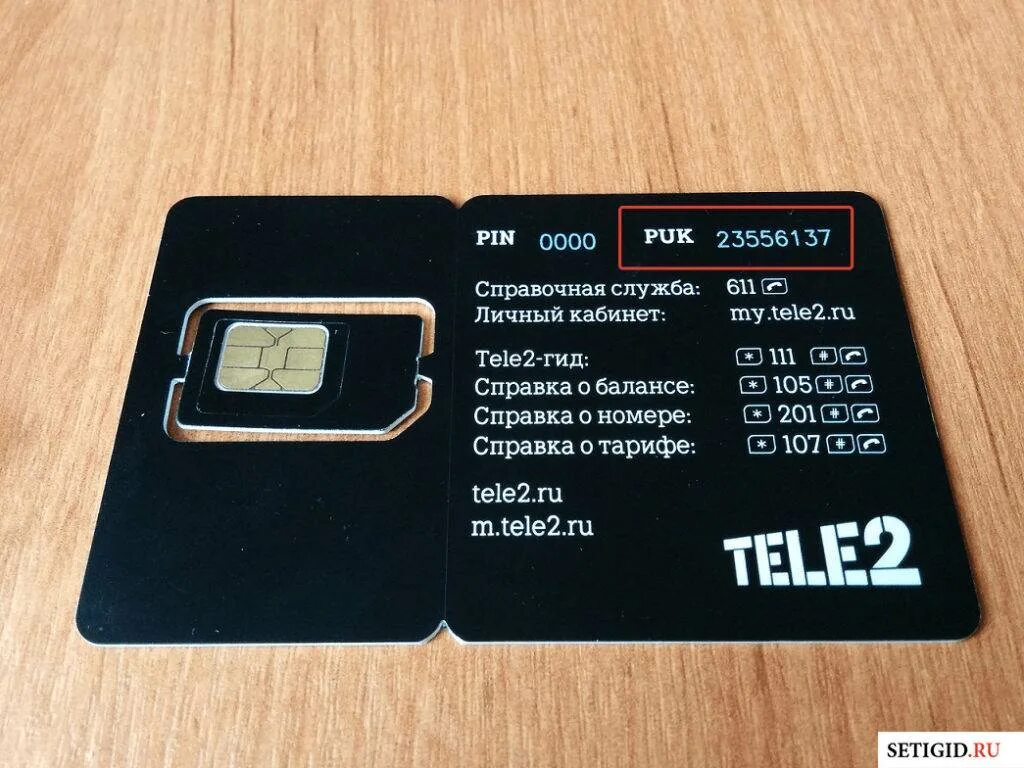 PIN 0000 PUK 23556137
Справочная служба: 611
Личный кабинет: my.tele2.ru
Tele2-гид: * 111 #
Справка о балансе: * 105 #
Справка о номере: * 201 #
Справка о тарифе: * 107 #
tele2.ru
m.tele2.ru
TELE2
SETIGID.RU